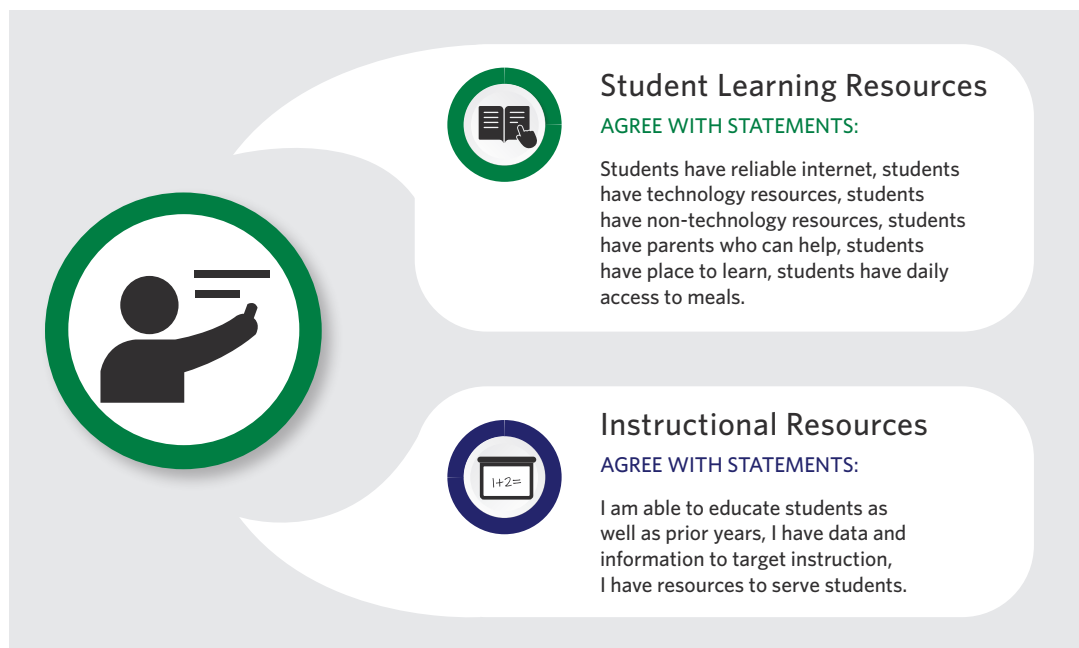 Student Learning Resources
AGREE WITH STATEMENTS:
Students have reliable internet, students
have technology resources, students
have non-technology resources, students
have parents who can help, students
have place to learn, students have daily
access to meals.
Instructional Resources
AGREE WITH STATEMENTS:
1+2=
I am able to educate students as
well as prior years, I have data and
information to target instruction,
I have resources to serve students.